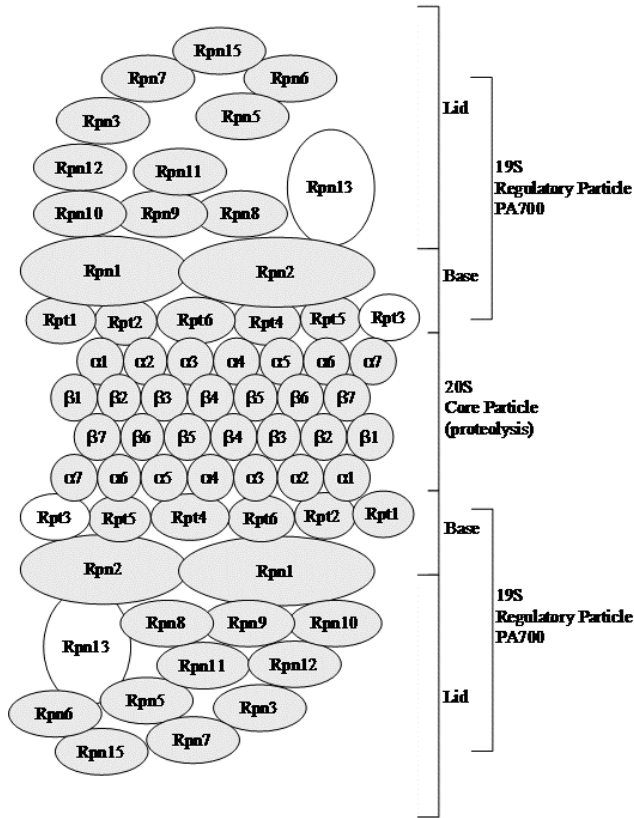 Rpn15
Rpn7 Rpn6
Rpn3 Rpn5
Lid
Rpn12 Rpn11 Rpn13
19S
Regulatory Particle
PA700
Rpn10 Rpn9 Rpn8
Rpn1 Rpn2
Base
Rpt1 Rpt2 Rpt6 Rpt4 Rpt5 Rpt3
α1 α2 α3 α4 α5 α6 α7
β1 β2 β3 β4 β5 β6 β7
20S
Core Particle
(proteolysis)
β7 β6 β5 β4 β3 β2 β1
α7 α6 α5 α4 α3 α2 α1
Rpt3 Rpt5 Rpt4 Rpt6 Rpt2 Rpt1
Base
Rpn2 Rpn1
19S
Regulatory Particle
PA700
Rpn8 Rpn9 Rpn10
Rpn13 Rpn11 Rpn12
Lid
Rpn6 Rpn5 Rpn3
Rpn15 Rpn7